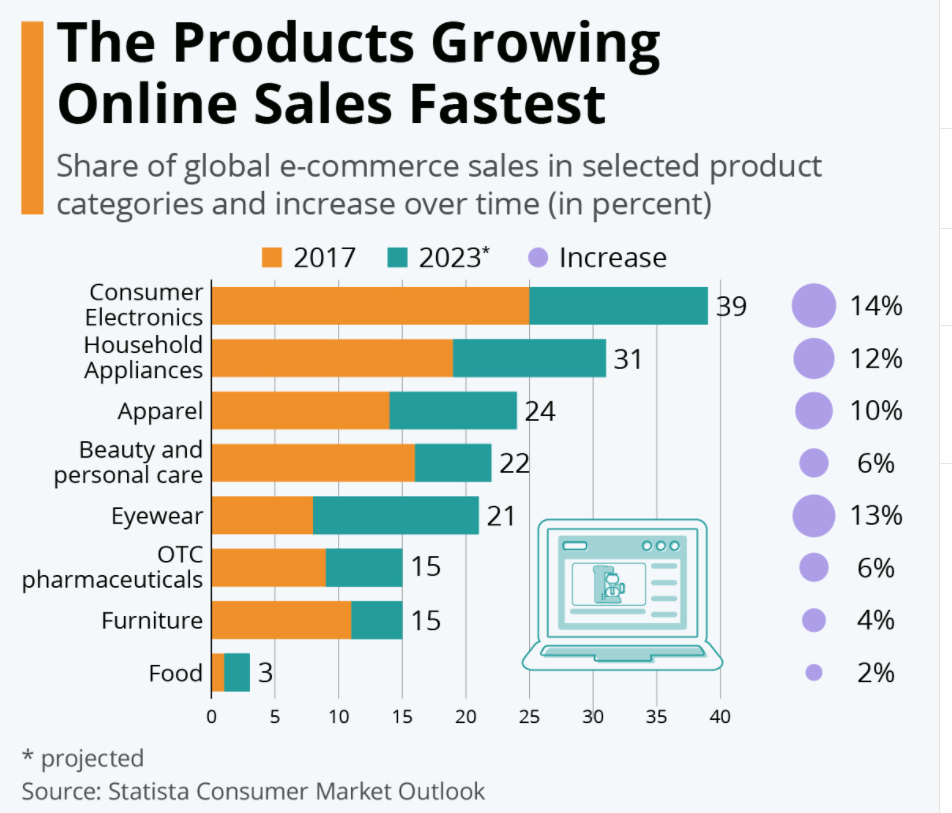 The Products Growing
Online Sales Fastest
Share of global e-commerce sales in selected product
categories and increase over time (in percent)
2017 2023* Increase
Consumer
Electronics 39 14%
Household
Appliances 31 12%
Apparel 24 10%
Beauty and
personal care 22 6%
Eyewear 21 13%
OTC
pharmaceuticals 15 6%
Furniture 15 4%
Food 3 2%
0 5 10 15 20 25 30 35 40
* projected
Source: Statista Consumer Market Outlook